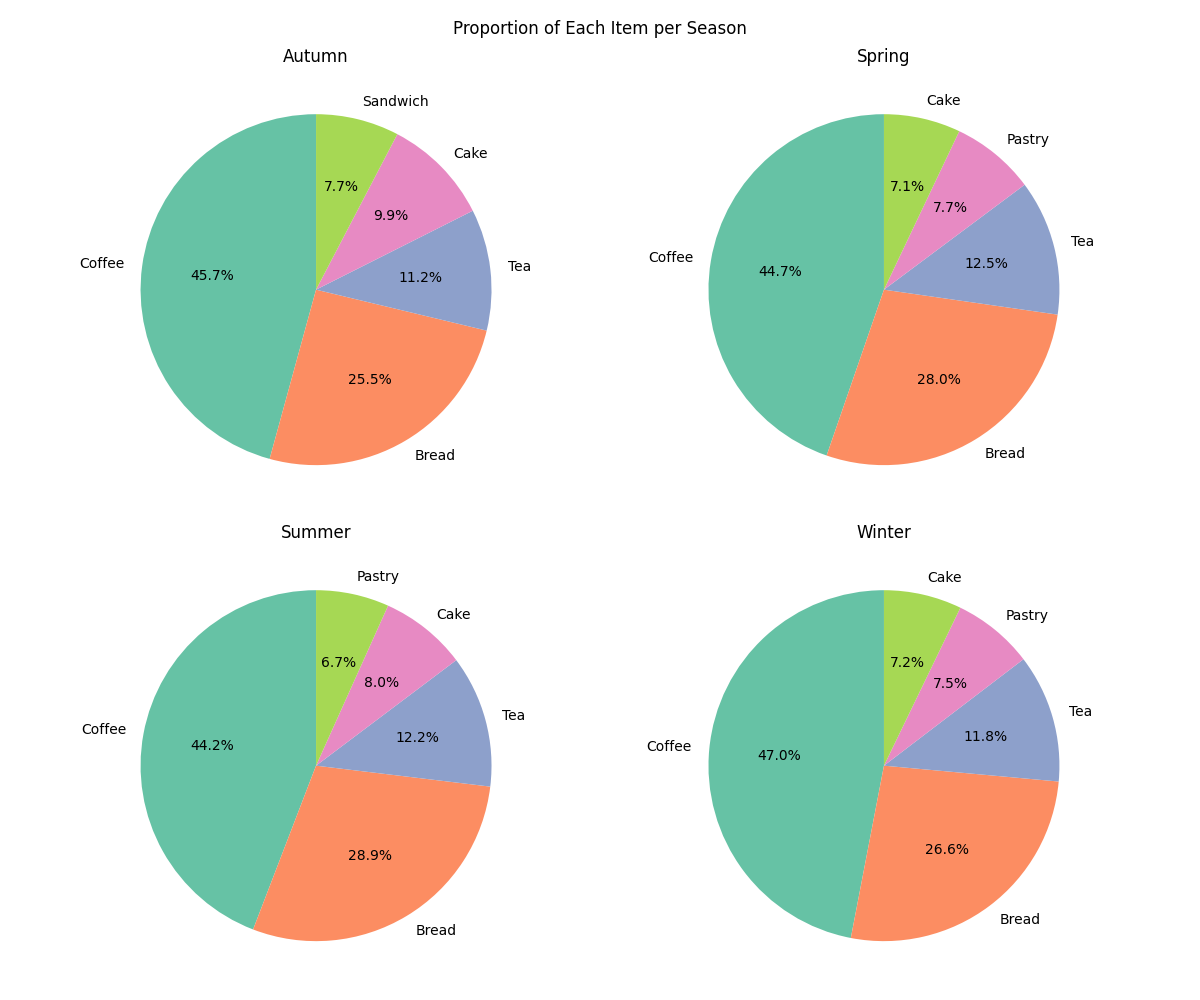 Proportion of Each Item per Season
Autumn
Sandwich
Cake
7.7%
9.9%
Coffee
45.7%
11.2%
Tea
25.5%
Bread
Spring
Cake
Pastry
7.1%
7.7%
Tea
Coffee
44.7%
12.5%
28.0%
Bread
Summer
Pastry
Cake
6.7%
8.0%
Tea
Coffee
44.2%
12.2%
28.9%
Bread
Winter
Cake
Pastry
7.2%
7.5%
Tea
Coffee
47.0%
11.8%
26.6%
Bread